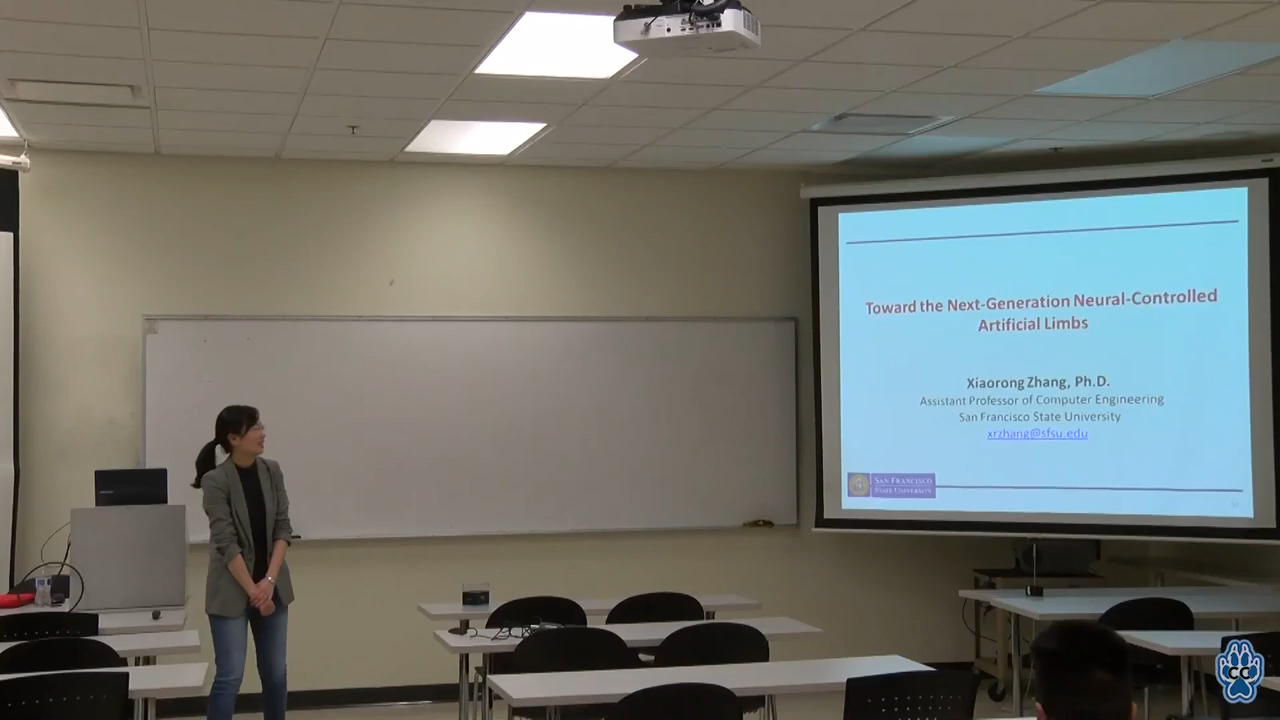 Toward the Next-Generation Neural-Controlled
Artificial Limbs
Xiaorong Zhang, Ph.D.
Assistant Professor of Computer Engineering
San Francisco State University
xrzhang@sfsu.edu
SAN FRANCISCO
STATE UNIVERSITY
CC